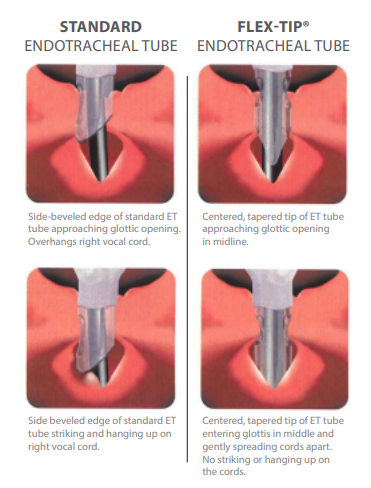 STANDARD
ENDOTRACHEAL TUBE
FLEX-TIP®
ENDOTRACHEAL TUBE
Side-beveled edge of standard ET
tube approaching glottic opening.
Overhangs right vocal cord.
Centered, tapered tip of ET tube
approaching glottic opening
in midline.
Side beveled edge of standard ET
tube striking and hanging up on
right vocal cord.
Centered, tapered tip of ET tube
entering glottis in middle and
gently spreading cords apart.
No striking or hanging up on
the cords.